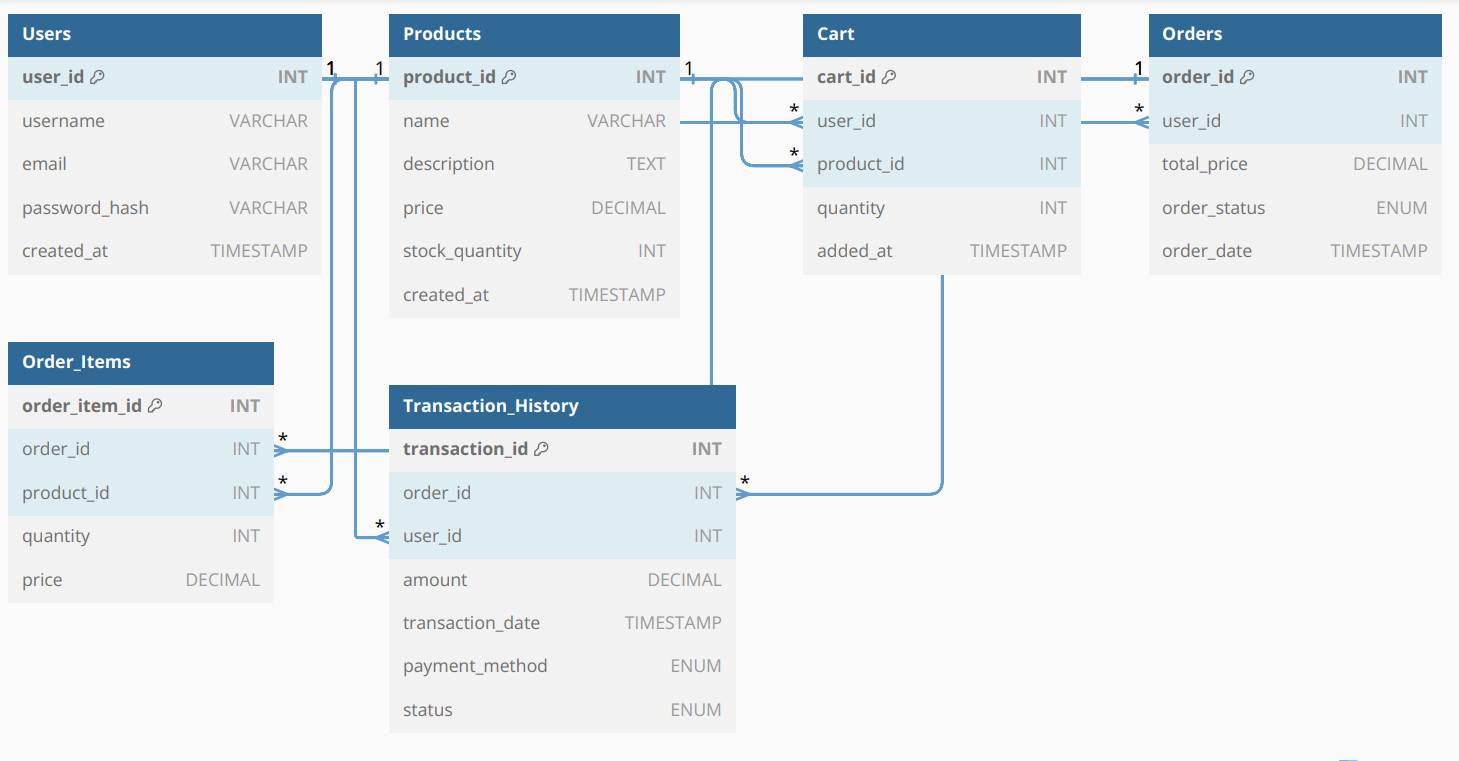 Users
user_id INT
username VARCHAR
email VARCHAR
password_hash VARCHAR
created_at TIMESTAMP
1
1
Products
product_id INT
name VARCHAR
description TEXT
price DECIMAL
stock_quantity INT
created_at TIMESTAMP
1
*
*
Cart
cart_id INT
user_id INT
product_id INT
quantity INT
added_at TIMESTAMP
1
*
Orders
order_id INT
user_id INT
total_price DECIMAL
order_status ENUM
order_date TIMESTAMP
Order_Items
order_item_id INT
order_id INT
product_id INT
quantity INT
price DECIMAL
*
*
*
Transaction_History
transaction_id INT
order_id INT
user_id INT
amount DECIMAL
transaction_date TIMESTAMP
payment_method ENUM
status ENUM
*